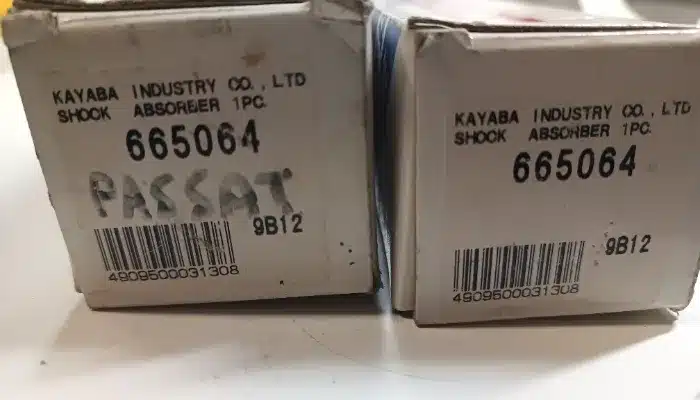 KAYABA INDUSTRY CO., LTD
SHOCK ABSORBER 1PC.
665064
PASSAT
9B12
4909500031308
KAYABA INDUSTRY CO., LTD
SHOCK ABSORBER 1PC.
665064
9B12
4909500031308